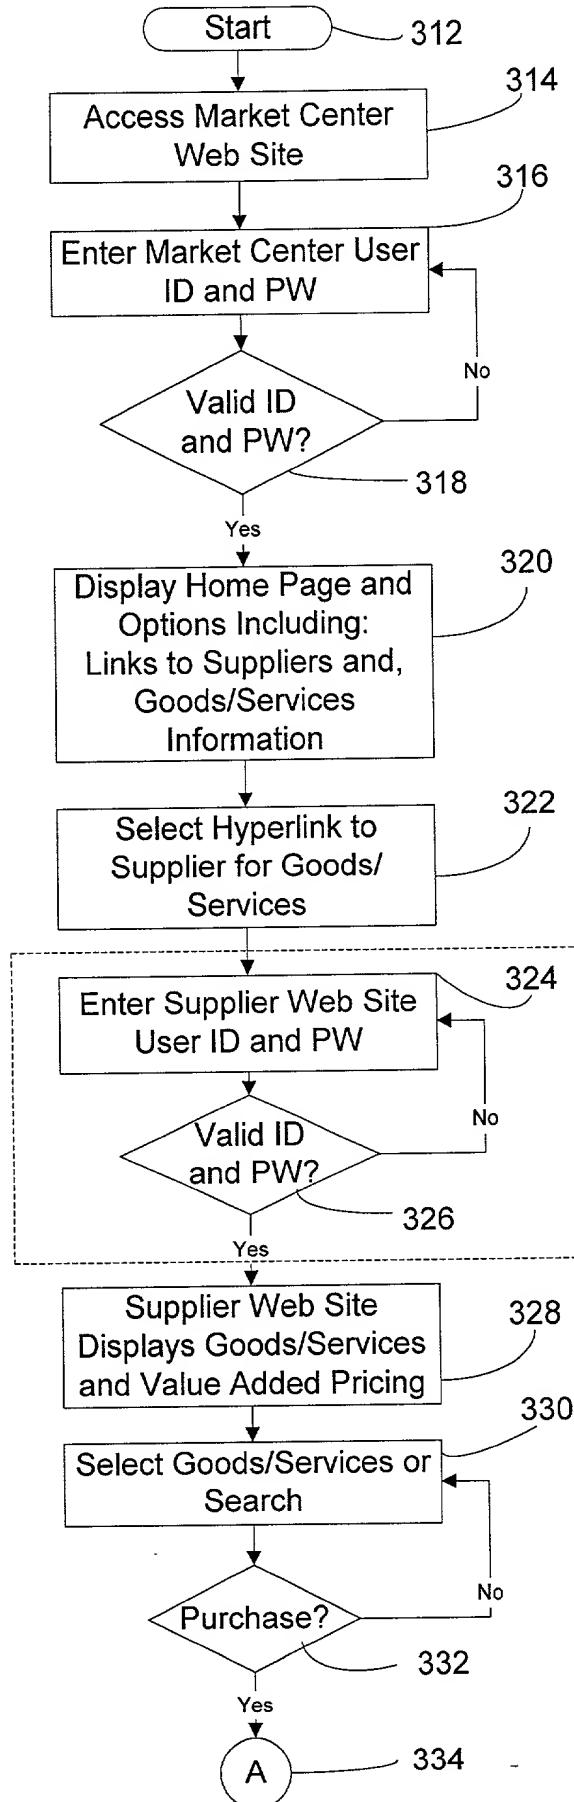 Start
312
314
Access Market Center
Web Site
316
Enter Market Center User
ID and PW
No
Valid ID
and PW?
318
Yes
320
Display Home Page and
Options Including:
Links to Suppliers and,
Goods/Services
Information
322
Select Hyperlink to
Supplier for Goods/
Services
324
Enter Supplier Web Site
User ID and PW
No
Valid ID
and PW?
326
Yes
328
Supplier Web Site
Displays Goods/Services
and Value Added Pricing
330
Select Goods/Services or
Search
No
Purchase?
332
Yes
A
334